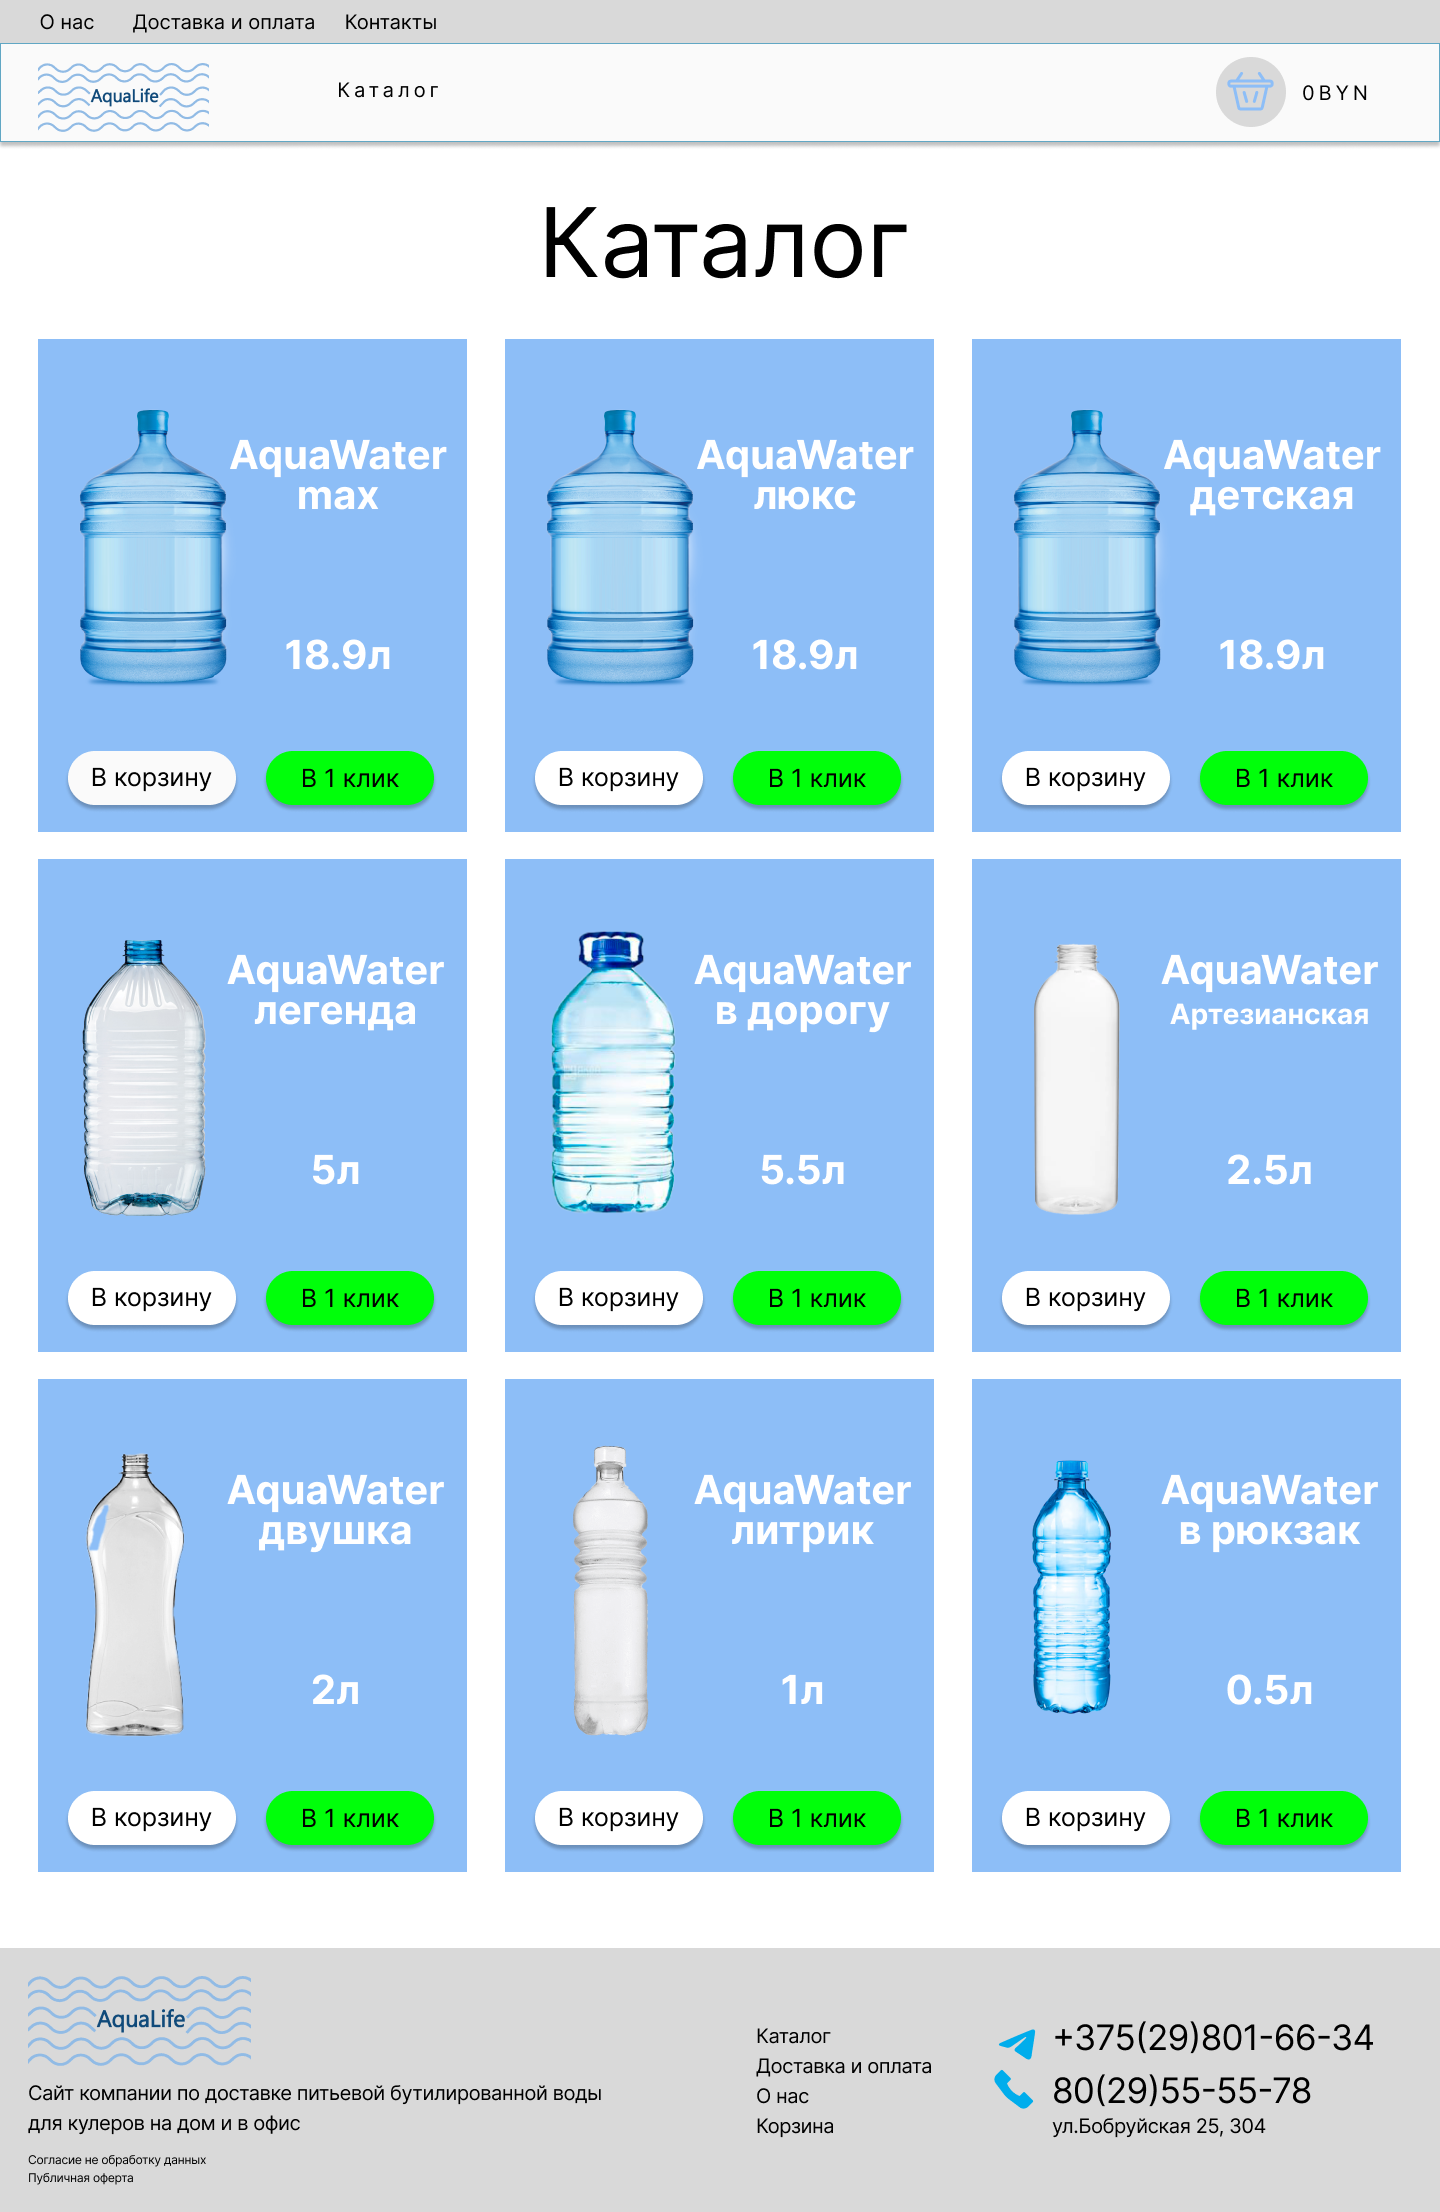 О нас Доставка и оплата Контакты
AquaLife
Каталог
0BYN
Каталог
AquaWater
max
18.9л
В корзину В 1 клик
AquaWater
люкс
18.9л
В корзину В 1 клик
AquaWater
детская
18.9л
В корзину В 1 клик
AquaWater
легенда
5л
В корзину В 1 клик
AquaWater
в дорогу
5.5л
В корзину В 1 клик
AquaWater
Артезианская
2.5л
В корзину В 1 клик
AquaWater
двушка
2л
В корзину В 1 клик
AquaWater
литрик
1л
В корзину В 1 клик
AquaWater
в рюкзак
0.5л
В корзину В 1 клик
AquaLife
Сайт компании по доставке питьевой бутилированной воды
для кулеров на дом и в офис
Согласие не обработку данных
Публичная оферта
Каталог
Доставка и оплата
О нас
Корзина
+375(29)801-66-34
80(29)55-55-78
ул.Бобруйская 25, 304